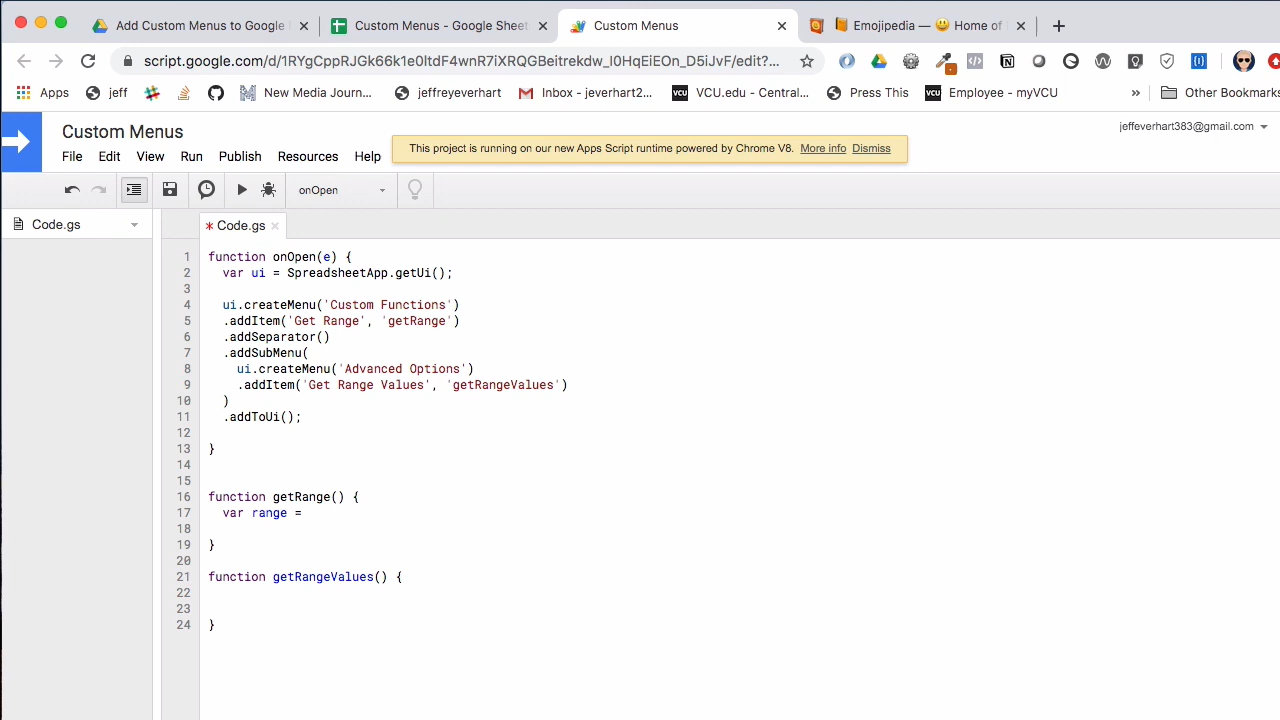 Add Custom Menus to Google
Custom Menus - Google Sheet
Custom Menus
Emojipedia — 😃 Home of
script.google.com/d/1RYgCppRJGk66k1e0ItdF4wnR7iXRQGBeitrekdw_I0HqEiEOn_D5iJvF/edit?...
Apps
jeff
New Media Journ...
jeffreyeverhart
Inbox - jeverhart2...
VCU VCU.edu - Central...
Press This
VCU Employee - myVCU
»
Other Bookmarks
Custom Menus
jeffeverhart383@gmail.com
File Edit View Run Publish Resources Help
This project is running on our new Apps Script runtime powered by Chrome V8. More info Dismiss
onOpen
Code.gs
* Code.gs
1 function onOpen(e) {
2 var ui = SpreadsheetApp.getUi();
3
4 ui.createMenu('Custom Functions')
5 .addItem('Get Range', 'getRange')
6 .addSeparator()
7 .addSubMenu(
8 ui.createMenu('Advanced Options')
9 .addItem('Get Range Values', 'getRangeValues')
10 )
11 .addToUi();
12
13 }
14
15
16 function getRange() {
17 var range =
18
19 }
20
21 function getRangeValues() {
22
23
24 }